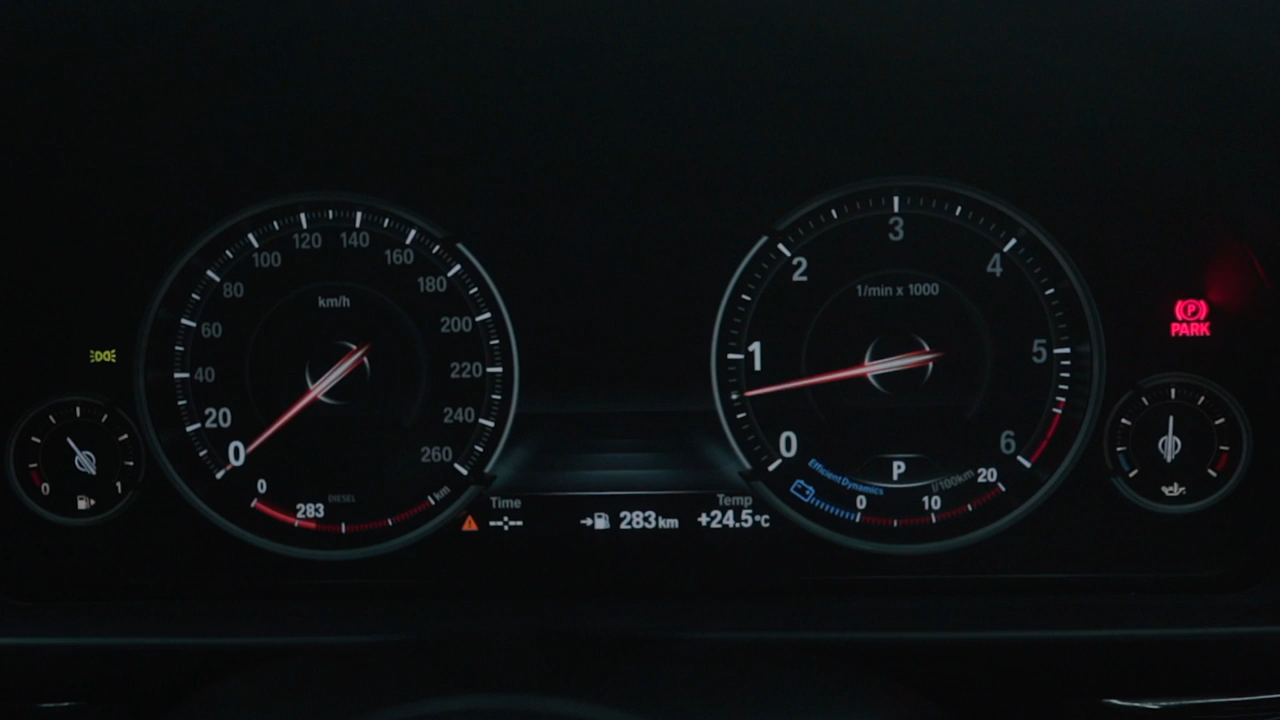 km/h
0
20
40
60
80
100
120
140
160
180
200
220
240
260
0
283
DIESEL
km
0
1
Time
--:--
283 km
Temp
+24.5°C
1/min x 1000
0
1
2
3
4
5
6
P
EfficientDynamics
0
10
20
l/100km
(P)
PARK